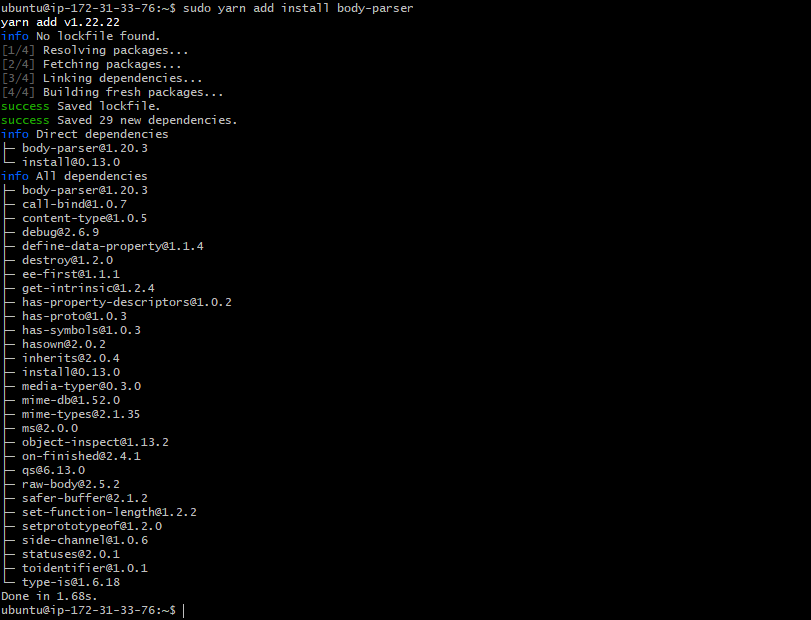 ubuntu@ip-172-31-33-76:~$ sudo yarn add install body-parser
yarn add v1.22.22
info No lockfile found.
[1/4] Resolving packages...
[2/4] Fetching packages...
[3/4] Linking dependencies...
[4/4] Building fresh packages...
success Saved lockfile.
success Saved 29 new dependencies.
info Direct dependencies
├─ body-parser@1.20.3
└─ install@0.13.0
info All dependencies
├─ body-parser@1.20.3
├─ call-bind@1.0.7
├─ content-type@1.0.5
├─ debug@2.6.9
├─ define-data-property@1.1.4
├─ destroy@1.2.0
├─ ee-first@1.1.1
├─ get-intrinsic@1.2.4
├─ has-property-descriptors@1.0.2
├─ has-proto@1.0.3
├─ has-symbols@1.0.3
├─ hasown@2.0.2
├─ inherits@2.0.4
├─ install@0.13.0
├─ media-typer@0.3.0
├─ mime-db@1.52.0
├─ mime-types@2.1.35
├─ ms@2.0.0
├─ object-inspect@1.13.2
├─ on-finished@2.4.1
├─ qs@6.13.0
├─ raw-body@2.5.2
├─ safer-buffer@2.1.2
├─ set-function-length@1.2.2
├─ setprototypeof@1.2.0
├─ side-channel@1.0.6
├─ statuses@2.0.1
├─ toidentifier@1.0.1
└─ type-is@1.6.18
Done in 1.68s.
ubuntu@ip-172-31-33-76:~$